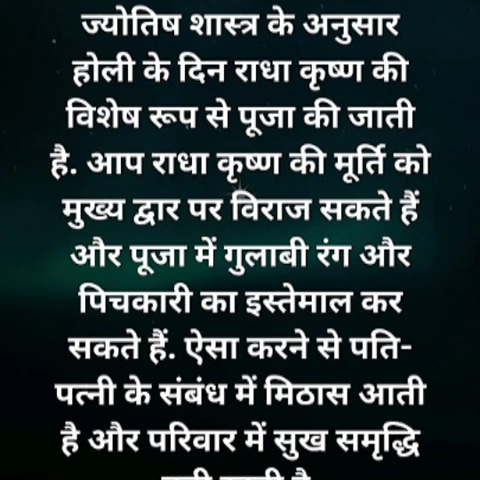 ज्योतिष शास्त्र के अनुसार
होली के दिन राधा कृष्ण की
विशेष रूप से पूजा की जाती
है. आप राधा कृष्ण की मूर्ति को
मुख्य द्वार पर विराज सकते हैं
और पूजा में गुलाबी रंग और
पिचकारी का इस्तेमाल कर
सकते हैं. ऐसा करने से पति-
पत्नी के संबंध में मिठास आती
है और परिवार में सुख समृद्धि